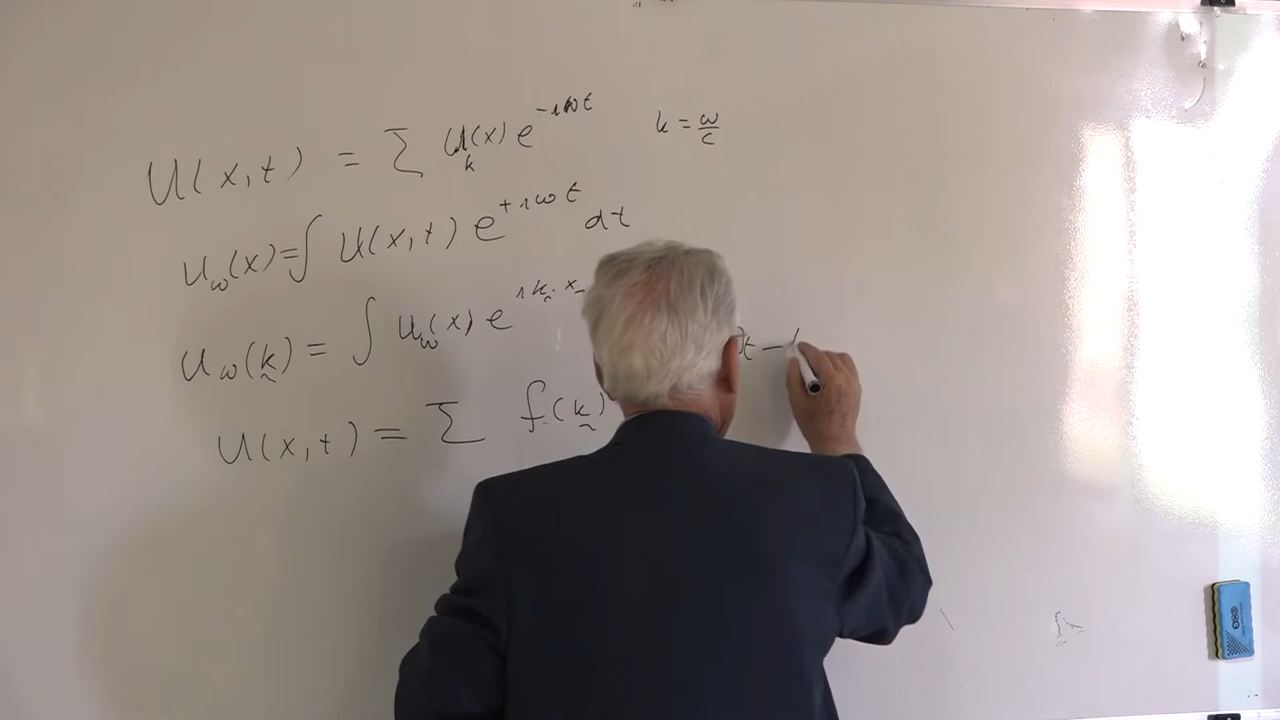 U(x,t) = Σ u_k(x) e^{-iωt} k = ω/c
u_ω(x) = ∫ U(x,t) e^{+iωt} dt
u_ω(k) = ∫ u_ω(x) e^{ik·x}
U(x,t) = Σ f(k) t -